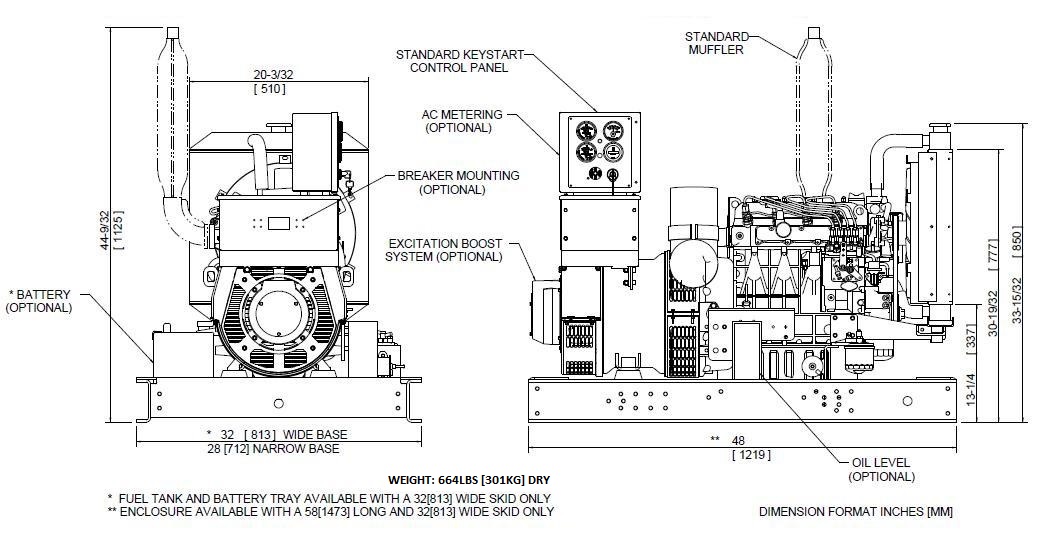 STANDARD KEYSTART
CONTROL PANEL
STANDARD
MUFFLER
20-3/32
[ 510]
AC METERING
(OPTIONAL)
BREAKER MOUNTING
(OPTIONAL)
44-9/32
[ 1125]
EXCITATION BOOST
SYSTEM (OPTIONAL)
* BATTERY
(OPTIONAL)
13-1/4
[ 337]
30-19/32
[ 777]
33-15/32
[ 850]
* 32 [ 813] WIDE BASE
28 [712] NARROW BASE
** 48
[ 1219]
OIL LEVEL
(OPTIONAL)
WEIGHT: 664LBS [301KG] DRY
* FUEL TANK AND BATTERY TRAY AVAILABLE WITH A 32[813] WIDE SKID ONLY
** ENCLOSURE AVAILABLE WITH A 58[1473] LONG AND 32[813] WIDE SKID ONLY
DIMENSION FORMAT INCHES [MM]